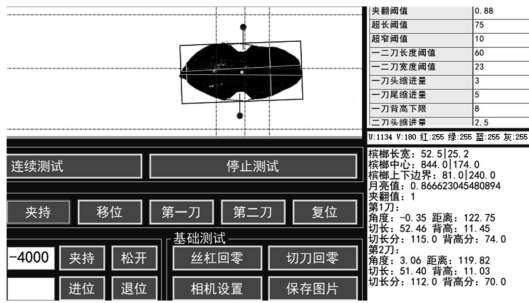 夹翻阈值 0.88
超长阈值 75
超窄阈值 10
一二刀长度阈值 60
一二刀宽度阈值 23
一刀头缩进量 3
一刀尾缩进量 5
一刀背高下限 8
二刀头缩进量 2.5
U:1134 V:180 红:255 绿:255 蓝:255 灰:255
槟榔长宽: 52.5|25.2
槟榔中心: 844.0|174.0
槟榔上下边界: 81.0|240.0
月亮值: 0.866623045480894
夹翻值: 1
第1刀:
角度: -0.35 距离: 122.75
切长: 52.46 背高: 11.45
切长分: 115.0 背高分: 74.0
第2刀:
角度: 3.06 距离: 119.82
切长: 51.40 背高: 11.03
切长分: 112.0 背高分: 70.0
连续测试 停止测试
夹持 移位 第一刀 第二刀 复位
基础测试
-4000 夹持 松开 丝杠回零 切刀回零
进位 退位 相机设置 保存图片